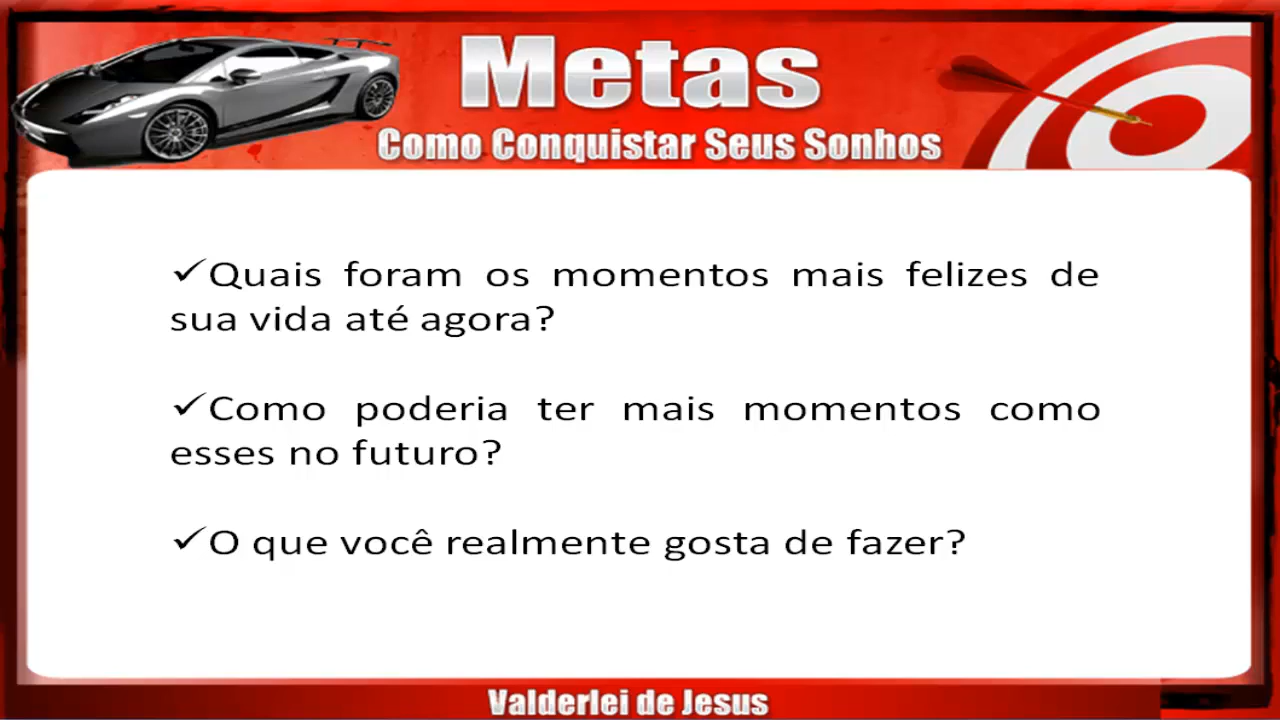 Metas
Como Conquistar Seus Sonhos
✓Quais foram os momentos mais felizes de
sua vida até agora?
✓Como poderia ter mais momentos como
esses no futuro?
✓O que você realmente gosta de fazer?
Valderlei de Jesus